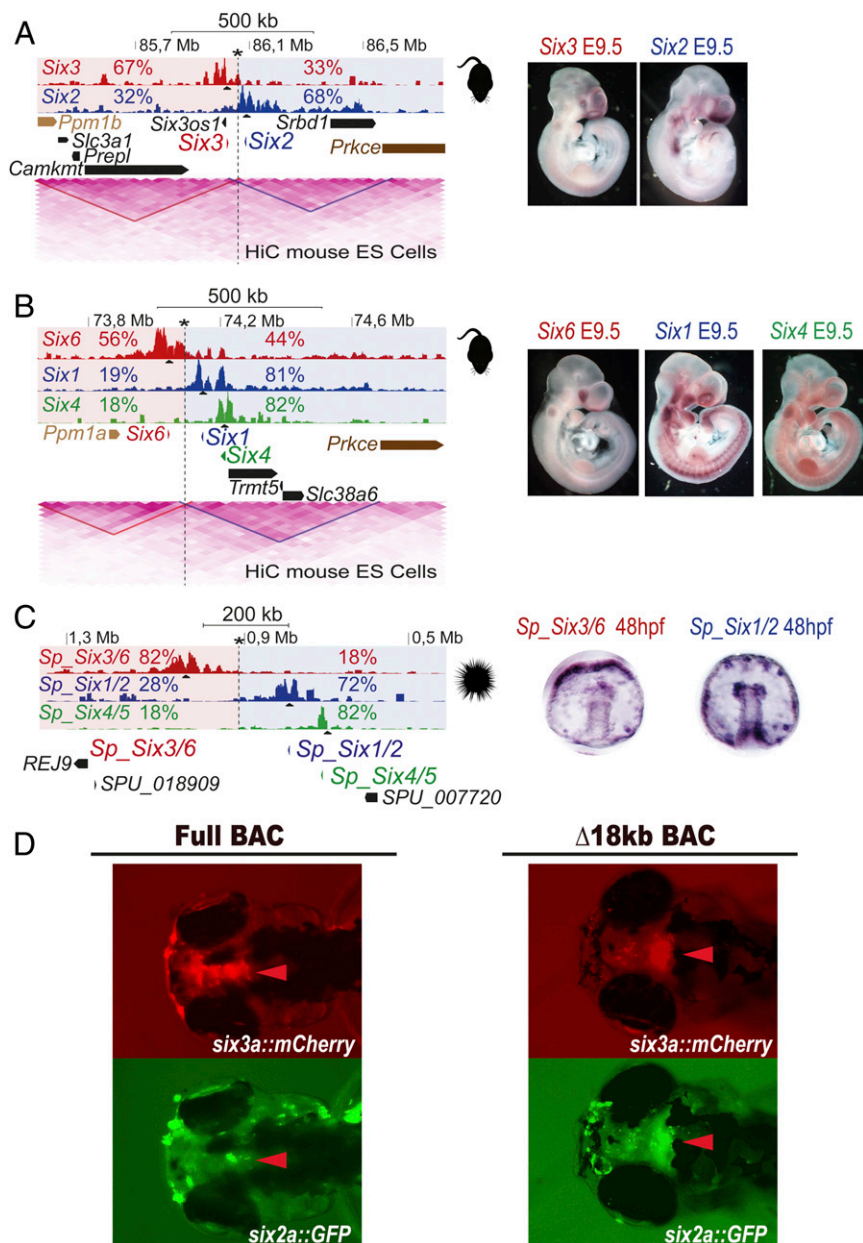 A
500 kb
85,7 Mb * 86,1 Mb 86,5 Mb
Six3 67% 33%
Six2 32% 68%
Ppm1b Six3os1 Srbd1
Slc3a1 Six3 Six2 Prkce
Prepl
Camkmt
HiC mouse ES Cells
Six3 E9.5 Six2 E9.5
B
500 kb
73,8 Mb * 74,2 Mb 74,6 Mb
Six6 56% 44%
Six1 19% 81%
Six4 18% 82%
Ppm1a Six6 Six1 Prkce
Six4
Trmt5
Slc38a6
HiC mouse ES Cells
Six6 E9.5 Six1 E9.5 Six4 E9.5
C
200 kb
1,3 Mb * 0,9 Mb 0,5 Mb
Sp_Six3/6 82% 18%
Sp_Six1/2 28% 72%
Sp_Six4/5 18% 82%
Sp_Six3/6 Sp_Six1/2
REJ9 Sp_Six4/5
SPU_018909 SPU_007720
Sp_Six3/6 48hpf Sp_Six1/2 48hpf
D
Full BAC Δ18kb BAC
six3a::mCherry six3a::mCherry
six2a::GFP six2a::GFP